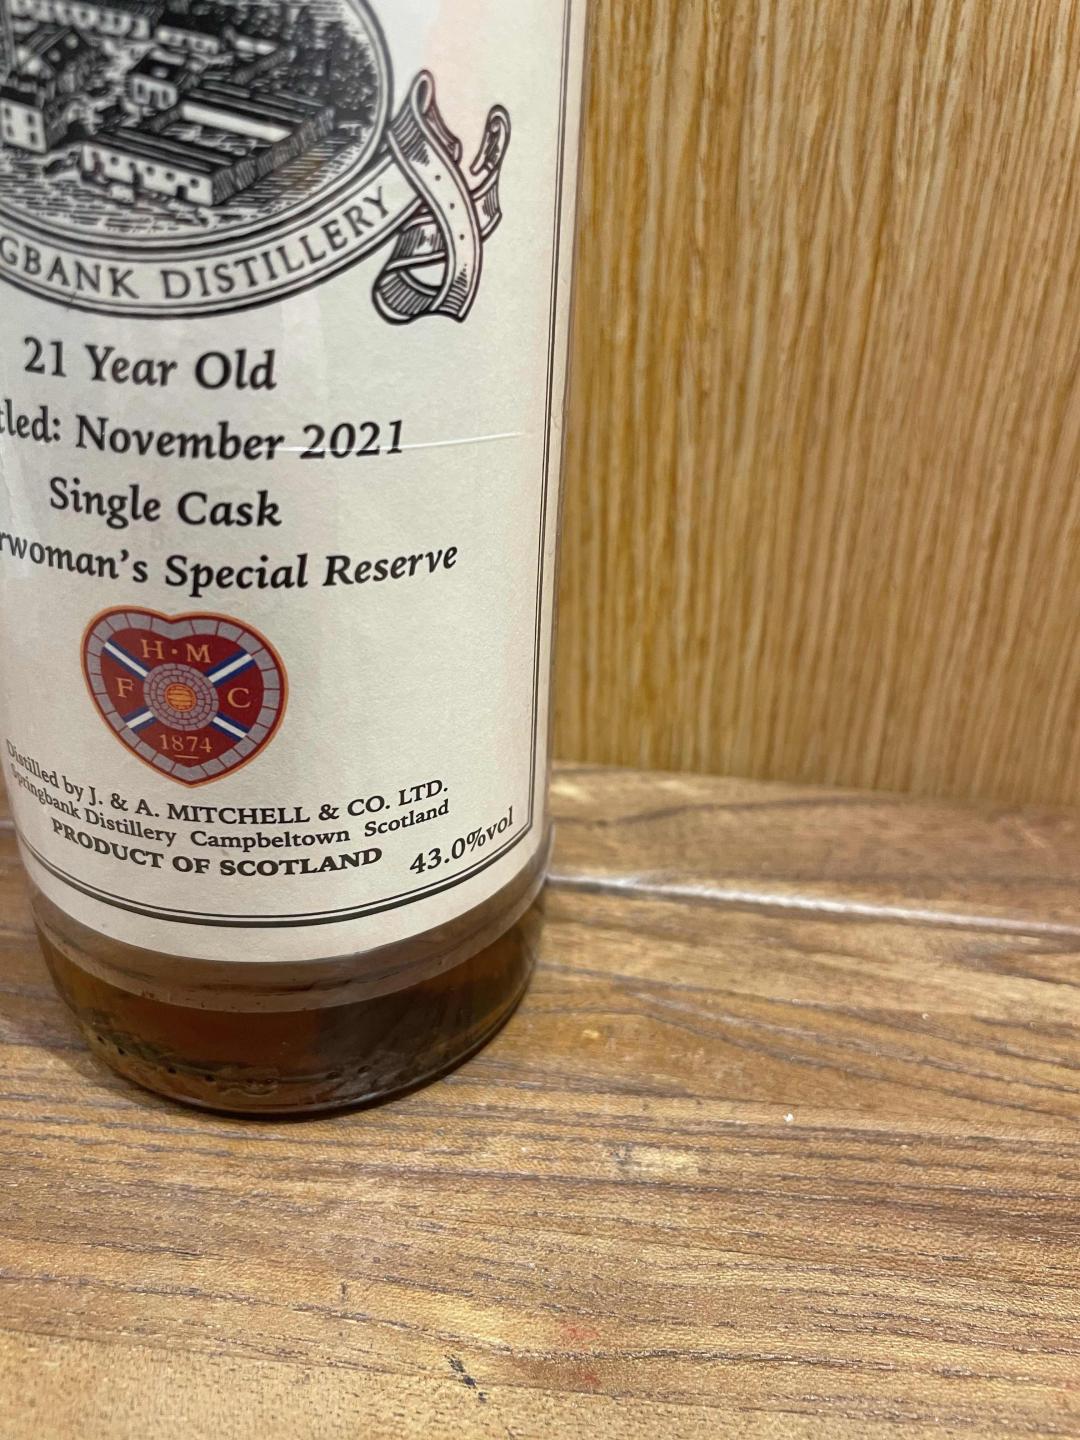 GBANK DISTILLERY
21 Year Old
tled: November 2021
Single Cask
rwoman's Special Reserve
H·M
F C
1874
Distilled by J. & A. MITCHELL & CO. LTD.
Springbank Distillery Campbeltown Scotland
PRODUCT OF SCOTLAND 43.0%vol